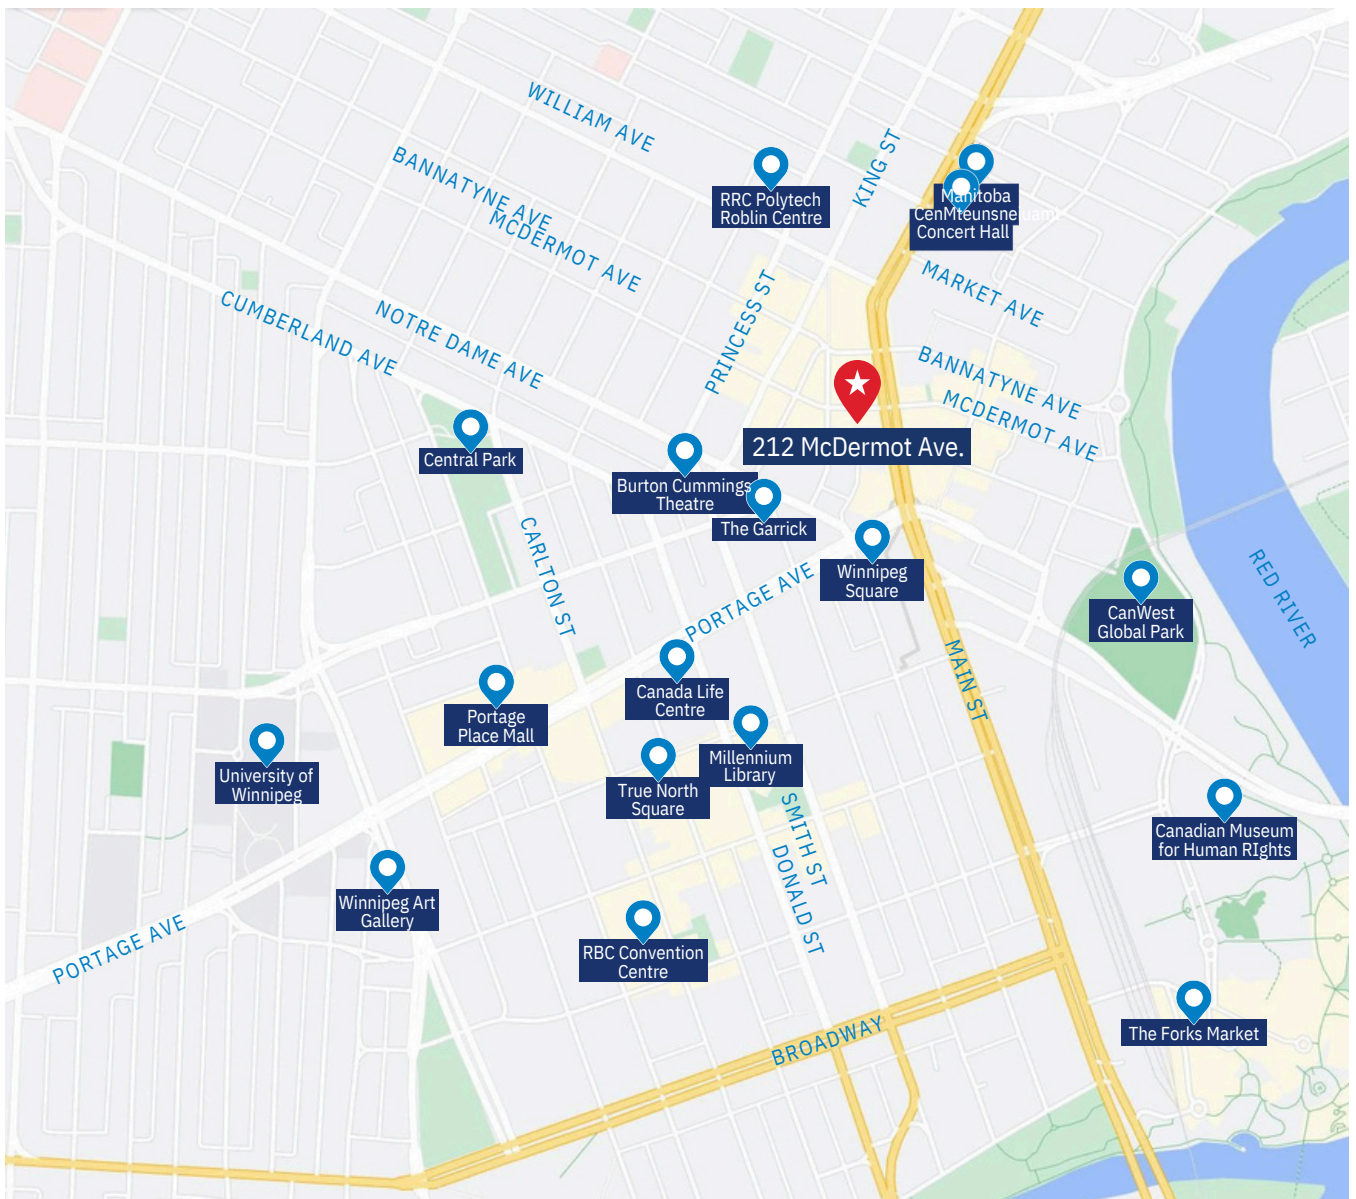 WILLIAM AVE
KING ST
BANNATYNE AVE
MCDERMOT AVE
RRC Polytech
Roblin Centre
Manitoba
Concert Hall
MARKET AVE
PRINCESS ST
CUMBERLAND AVE
NOTRE DAME AVE
BANNATYNE AVE
MCDERMOT AVE
212 McDermot Ave.
Central Park
Burton Cummings
Theatre
The Garrick
CARLTON ST
Winnipeg
Square
PORTAGE AVE
CanWest
Global Park
RED RIVER
MAIN ST
Canada Life
Centre
Portage
Place Mall
Millennium
Library
University of
Winnipeg
True North
Square
SMITH ST
DONALD ST
Canadian Museum
for Human RIghts
Winnipeg Art
Gallery
PORTAGE AVE
RBC Convention
Centre
The Forks Market
BROADWAY